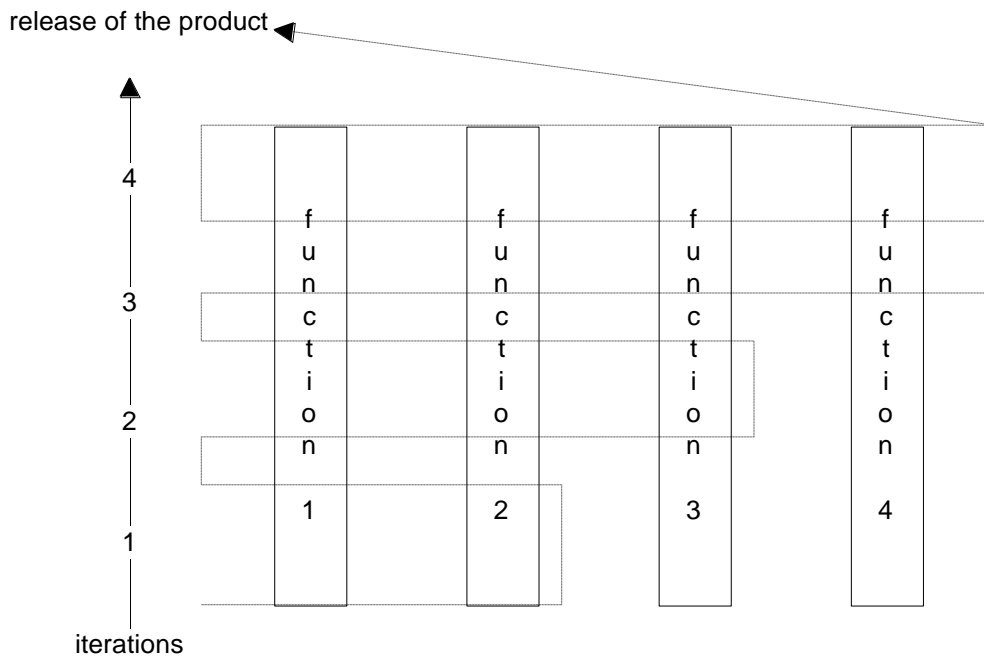 release of the product
4
3
2
1
iterations
function 1
function 2
function 3
function 4